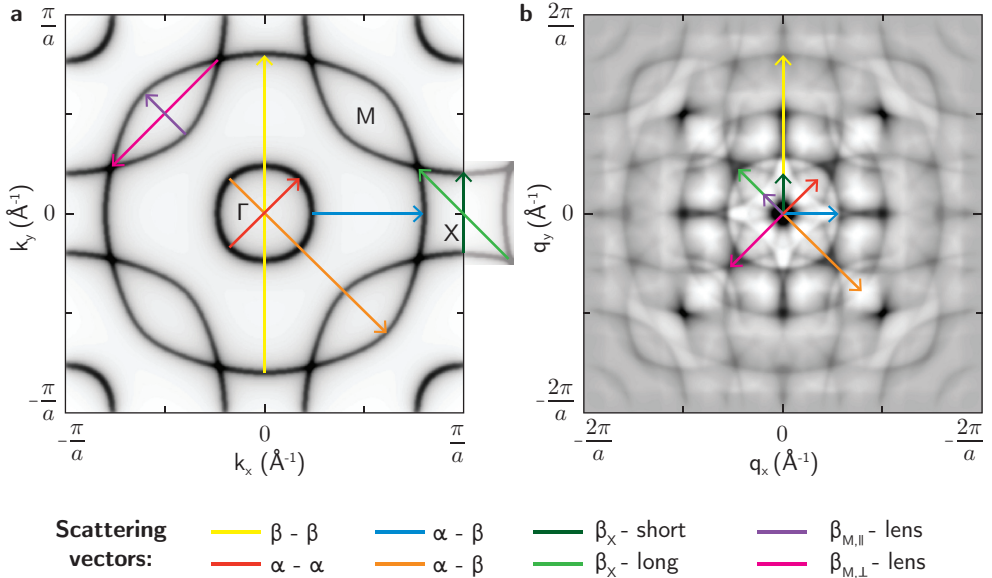 a
b
π/a
2π/a
k_y (Å⁻¹)
0
-π/a
Γ
M
X
-π/a
0
π/a
k_x (Å⁻¹)
q_y (Å⁻¹)
0
-2π/a
-2π/a
0
-2π/a
q_x (Å⁻¹)
Scattering vectors:
β - β
α - β
β_X - short
β_M,ǁ - lens
α - α
α - β
β_X - long
β_M,⊥ - lens